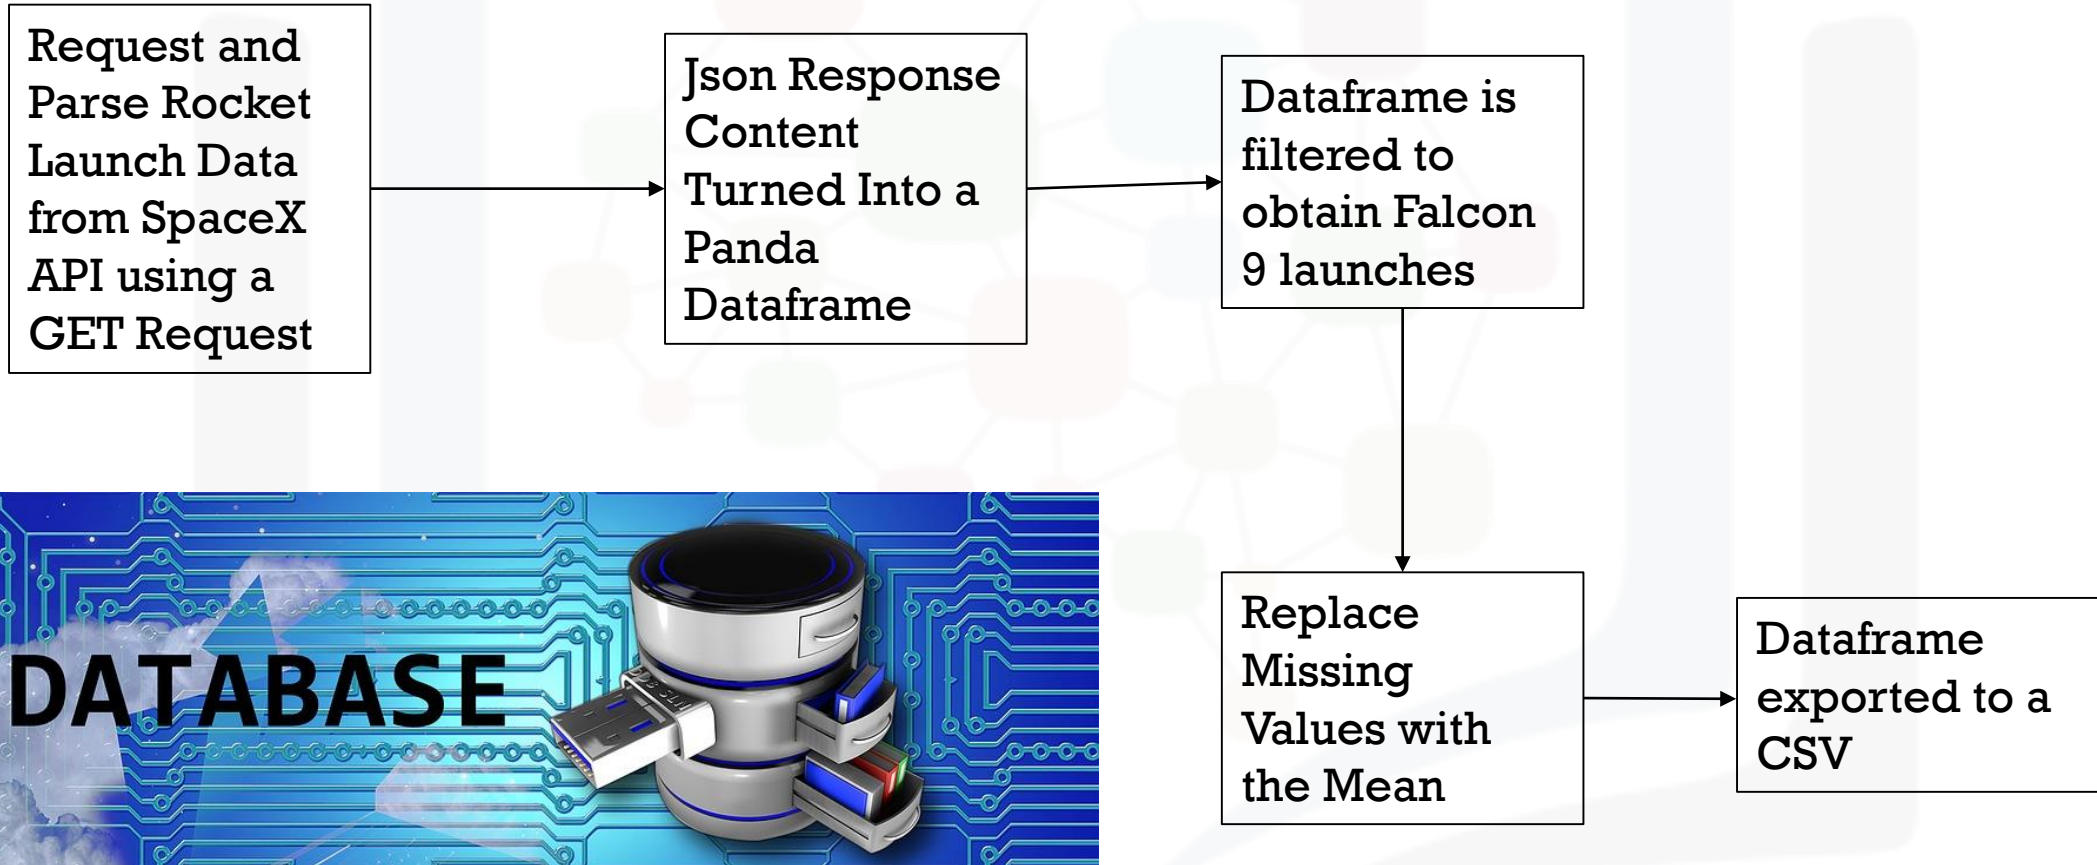 Request and
Parse Rocket
Launch Data
from SpaceX
API using a
GET Request
Json Response
Content
Turned Into a
Panda
Dataframe
Dataframe is
filtered to
obtain Falcon
9 launches
Replace
Missing
Values with
the Mean
Dataframe
exported to a
CSV
DATABASE